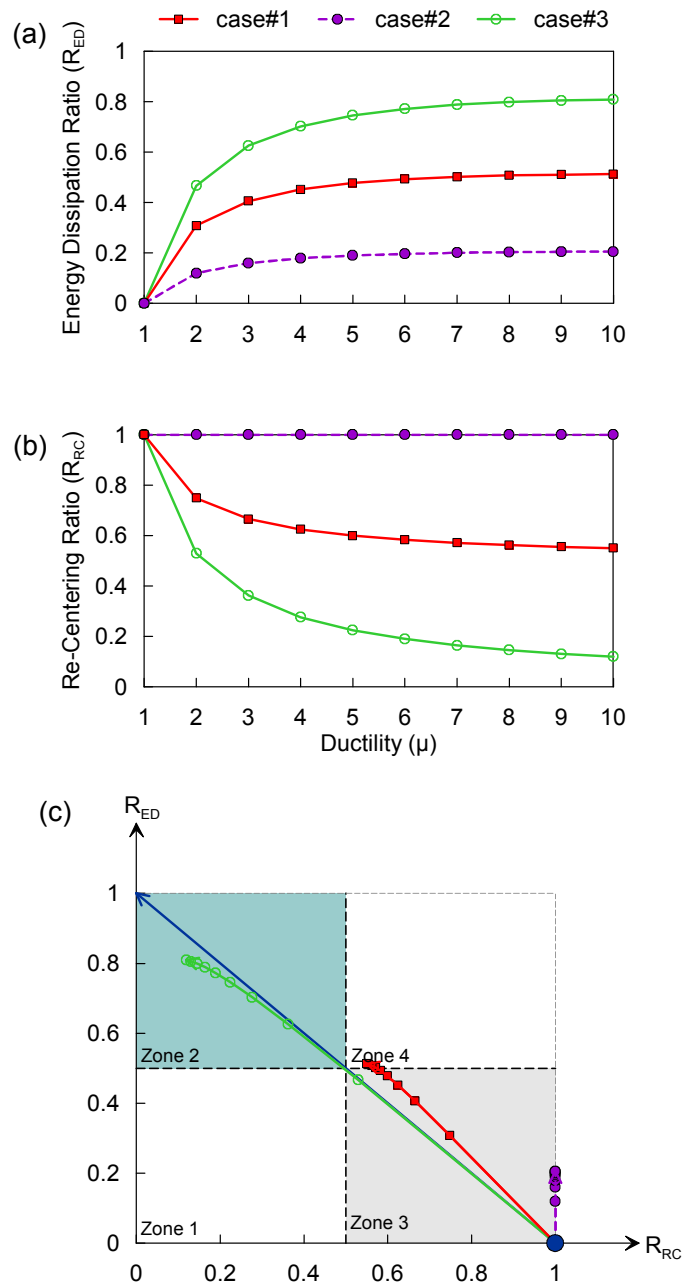 (a)
case#1 case#2 case#3
Energy Dissipation Ratio (R_ED)
1
0.8
0.6
0.4
0.2
0
1 2 3 4 5 6 7 8 9 10
(b)
Re-Centering Ratio (R_RC)
1
0.8
0.6
0.4
0.2
0
1 2 3 4 5 6 7 8 9 10
Ductility (μ)
(c)
R_ED
1
0.8
0.6
0.4
0.2
0
Zone 2
Zone 4
Zone 1
Zone 3
R_RC
0 0.2 0.4 0.6 0.8 1